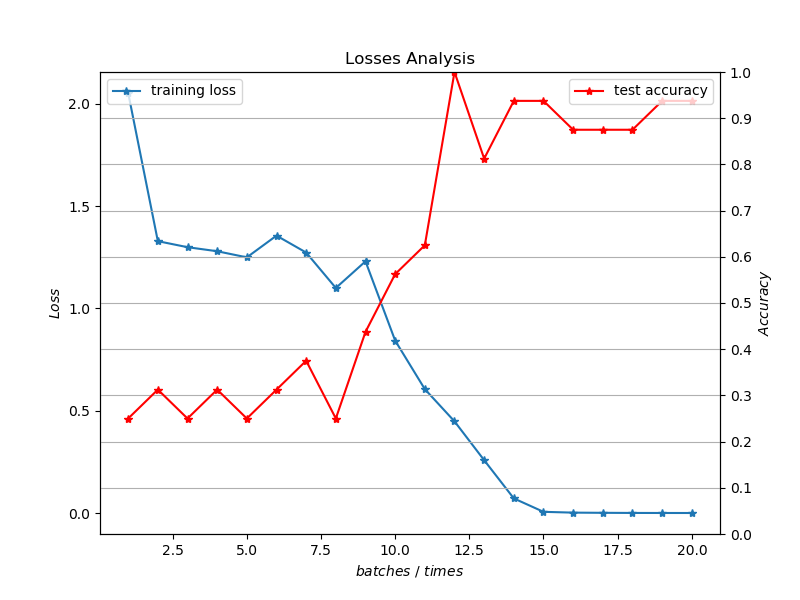 Losses Analysis
training loss
test accuracy
2.0
1.5
1.0
0.5
0.0
Loss
1.0
0.9
0.8
0.7
0.6
0.5
0.4
0.3
0.2
0.1
0.0
Accuracy
2.5 5.0 7.5 10.0 12.5 15.0 17.5 20.0
batches / times